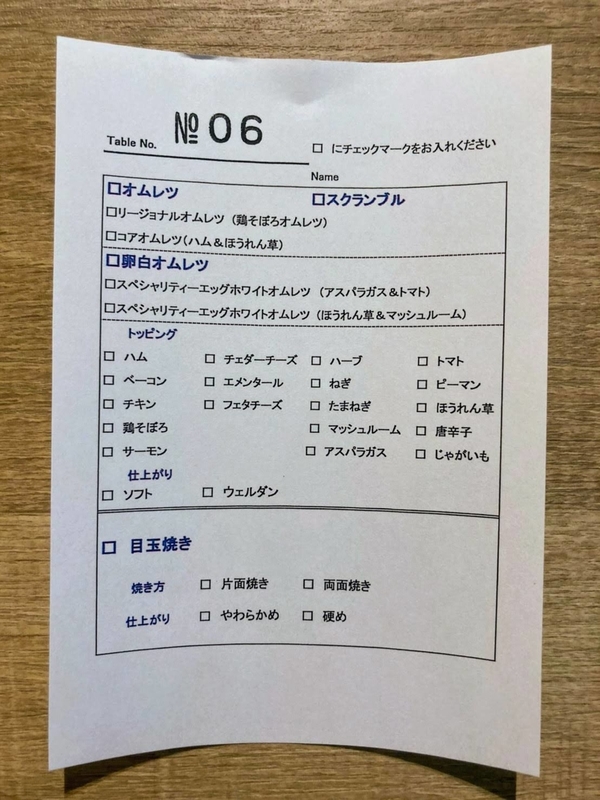 Table No. № 06
□ にチェックマークをお入れください
Name
□オムレツ □スクランブル
□リージョナルオムレツ（鶏そぼろオムレツ）
□コアオムレツ(ハム＆ほうれん草)
□卵白オムレツ
□スペシャリティーエッグホワイトオムレツ（アスパラガス＆トマト）
□スペシャリティーエッグホワイトオムレツ（ほうれん草＆マッシュルーム）
トッピング
□ ハム □ チェダーチーズ □ ハーブ □ トマト
□ ベーコン □ エメンタール □ ねぎ □ ピーマン
□ チキン □ フェタチーズ □ たまねぎ □ ほうれん草
□ 鶏そぼろ □ マッシュルーム □ 唐辛子
□ サーモン □ アスパラガス □ じゃがいも
仕上がり
□ ソフト □ ウェルダン
□ 目玉焼き
焼き方 □ 片面焼き □ 両面焼き
仕上がり □ やわらかめ □ 硬め